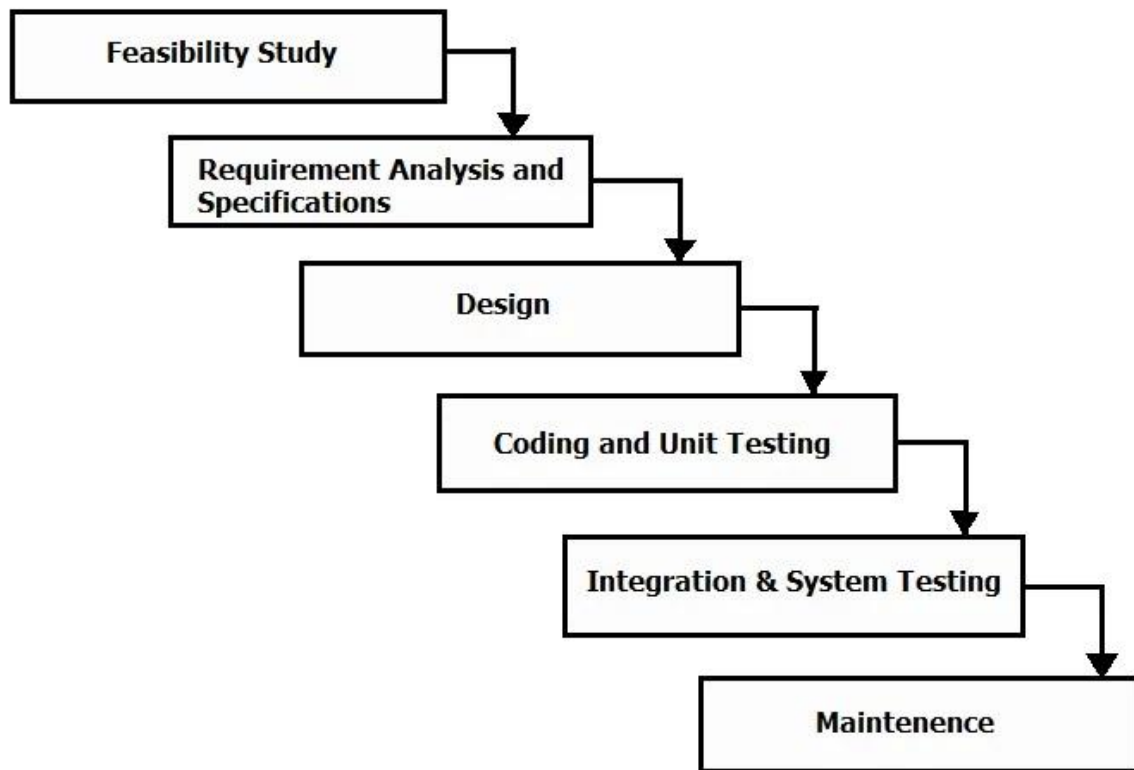 Feasibility Study
Requirement Analysis and
Specifications
Design
Coding and Unit Testing
Integration & System Testing
Maintenence